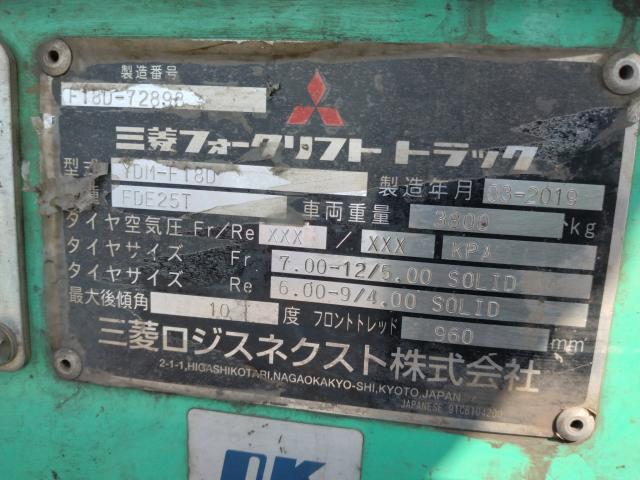 製造番号
F18D-72898
三菱フォークリフト トラック
型式 YDM-F18D 製造年月 08-2019
FDE25T 車両重量 3800 kg
タイヤ空気圧 Fr/Re XXX / XXX KPA
タイヤサイズ Fr 7.00-12/5.00 SOLID
タイヤサイズ Re 6.00-9/4.00 SOLID
最大後傾角 10 度 フロントトレッド 960 mm
三菱ロジスネクスト株式会社
2-1-1,HIGASHIKOTARI,NAGAOKAKYO-SHI,KYOTO,JAPAN
JAPANESE 91C6104200